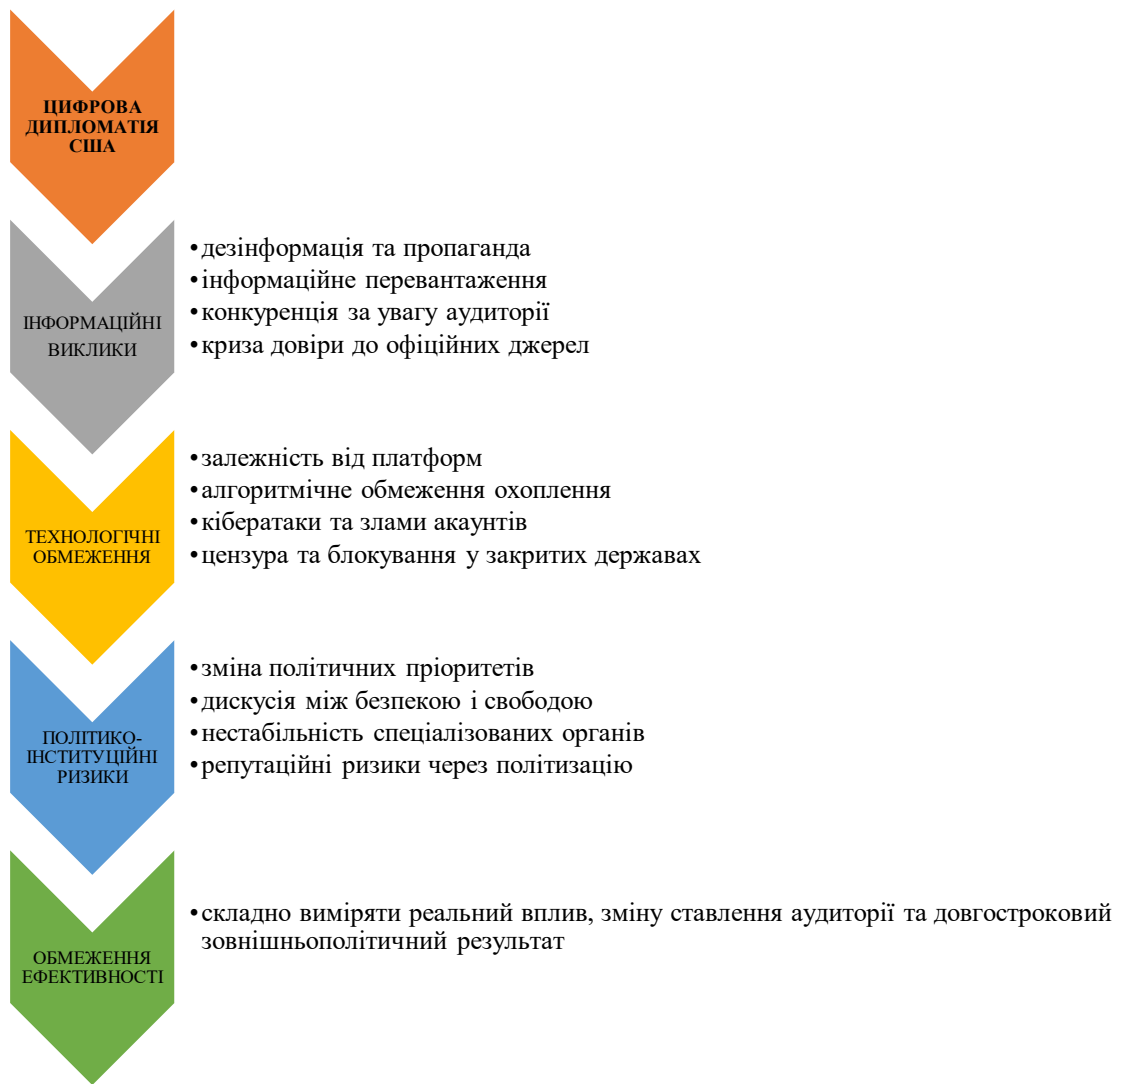 ЦИФРОВА
ДИПЛОМАТІЯ
США
ІНФОРМАЦІЙНІ
ВИКЛИКИ
•дезінформація та пропаганда
•інформаційне перевантаження
•конкуренція за увагу аудиторії
•криза довіри до офіційних джерел
ТЕХНОЛОГІЧНІ
ОБМЕЖЕННЯ
•залежність від платформ
•алгоритмічне обмеження охоплення
•кібератаки та злами акаунтів
•цензура та блокування у закритих державах
ПОЛІТИКО-
ІНСТИТУЦІЙНІ
РИЗИКИ
•зміна політичних пріоритетів
•дискусія між безпекою і свободою
•нестабільність спеціалізованих органів
•репутаційні ризики через політизацію
ОБМЕЖЕННЯ
ЕФЕКТИВНОСТІ
•складно виміряти реальний вплив, зміну ставлення аудиторії та довгостроковий
зовнішньополітичний результат